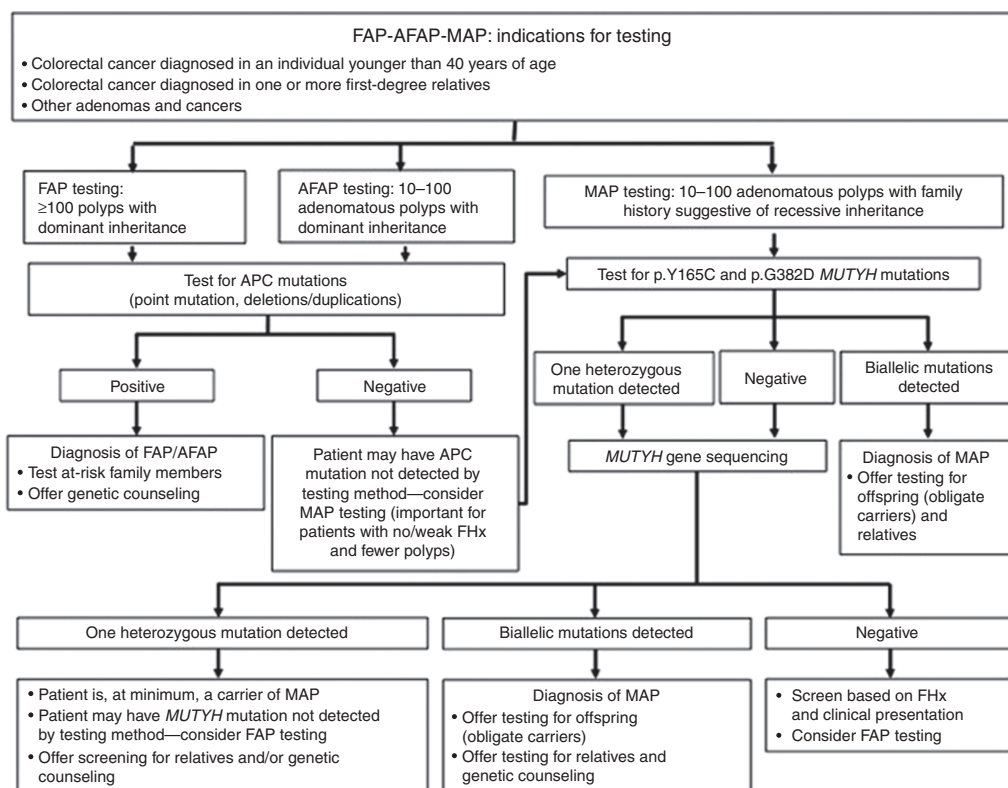 FAP-AFAP-MAP: indications for testing
• Colorectal cancer diagnosed in an individual younger than 40 years of age
• Colorectal cancer diagnosed in one or more first-degree relatives
• Other adenomas and cancers
FAP testing:
≥100 polyps with
dominant inheritance
AFAP testing: 10–100
adenomatous polyps with
dominant inheritance
MAP testing: 10–100 adenomatous polyps with family
history suggestive of recessive inheritance
Test for APC mutations
(point mutation, deletions/duplications)
Test for p.Y165C and p.G382D MUTYH mutations
Positive
Negative
One heterozygous
mutation detected
Negative
Biallelic mutations
detected
Diagnosis of FAP/AFAP
• Test at-risk family members
• Offer genetic counseling
Patient may have APC
mutation not detected by
testing method—consider
MAP testing (important for
patients with no/weak FHx
and fewer polyps)
MUTYH gene sequencing
Diagnosis of MAP
• Offer testing for
offspring (obligate
carriers) and
relatives
One heterozygous mutation detected
Biallelic mutations detected
Negative
• Patient is, at minimum, a carrier of MAP
• Patient may have MUTYH mutation not detected
by testing method—consider FAP testing
• Offer screening for relatives and/or genetic
counseling
Diagnosis of MAP
• Offer testing for offspring
(obligate carriers)
• Offer testing for relatives and
genetic counseling
• Screen based on FHx
and clinical presentation
• Consider FAP testing